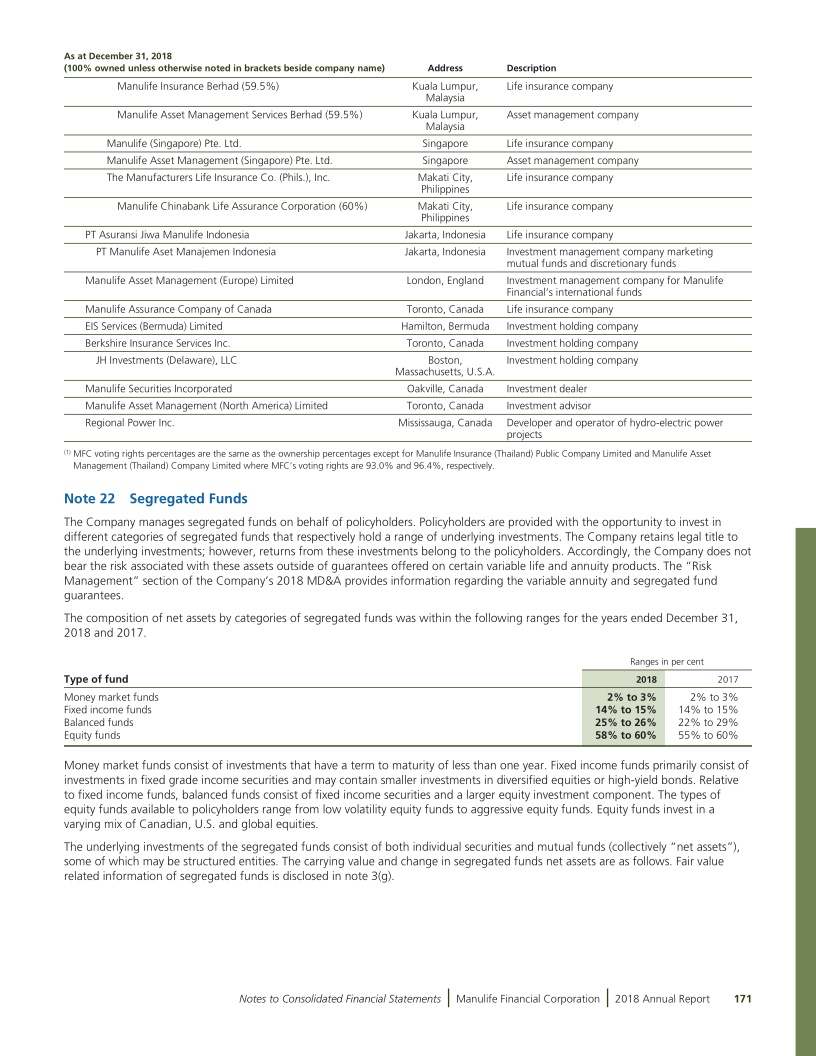 As at December 31, 2018
(100% owned unless otherwise noted in brackets beside company name) Address Description
Manulife Insurance Berhad (59.5%) Kuala Lumpur, Life insurance company
Malaysia
Manulife Asset Management Services Berhad (59.5%) Kuala Lumpur, Asset management company
Malaysia
Manulife (Singapore) Pte. Ltd. Singapore Life insurance company
Manulife Asset Management (Singapore) Pte. Ltd. Singapore Asset management company
The Manufacturers Life Insurance Co. (Phils.), Inc. Makati City, Life insurance company
Philippines
Manulife Chinabank Life Assurance Corporation (60%) Makati City, Life insurance company
Philippines
PT Asuransi Jiwa Manulife Indonesia Jakarta, Indonesia Life insurance company
PT Manulife Aset Manajemen Indonesia Jakarta, Indonesia Investment management company marketing
mutual funds and discretionary funds
Manulife Asset Management (Europe) Limited London, England Investment management company for Manulife
Financial's international funds
Manulife Assurance Company of Canada Toronto, Canada Life insurance company
EIS Services (Bermuda) Limited Hamilton, Bermuda Investment holding company
Berkshire Insurance Services Inc. Toronto, Canada Investment holding company
JH Investments (Delaware), LLC Boston, Investment holding company
Massachusetts, U.S.A.
Manulife Securities Incorporated Oakville, Canada Investment dealer
Manulife Asset Management (North America) Limited Toronto, Canada Investment advisor
Regional Power Inc. Mississauga, Canada Developer and operator of hydro-electric power
projects
(1) MFC voting rights percentages are the same as the ownership percentages except for Manulife Insurance (Thailand) Public Company Limited and Manulife Asset
Management (Thailand) Company Limited where MFC's voting rights are 93.0% and 96.4%, respectively.
Note 22 Segregated Funds
The Company manages segregated funds on behalf of policyholders. Policyholders are provided with the opportunity to invest in
different categories of segregated funds that respectively hold a range of underlying investments. The Company retains legal title to
the underlying investments; however, returns from these investments belong to the policyholders. Accordingly, the Company does not
bear the risk associated with these assets outside of guarantees offered on certain variable life and annuity products. The "Risk
Management" section of the Company's 2018 MD&A provides information regarding the variable annuity and segregated fund
guarantees.
The composition of net assets by categories of segregated funds was within the following ranges for the years ended December 31,
2018 and 2017.
Ranges in per cent
Type of fund 2018 2017
Money market funds 2% to 3% 2% to 3%
Fixed income funds 14% to 15% 14% to 15%
Balanced funds 25% to 26% 22% to 29%
Equity funds 58% to 60% 55% to 60%
Money market funds consist of investments that have a term to maturity of less than one year. Fixed income funds primarily consist of
investments in fixed grade income securities and may contain smaller investments in diversified equities or high-yield bonds. Relative
to fixed income funds, balanced funds consist of fixed income securities and a larger equity investment component. The types of
equity funds available to policyholders range from low volatility equity funds to aggressive equity funds. Equity funds invest in a
varying mix of Canadian, U.S. and global equities.
The underlying investments of the segregated funds consist of both individual securities and mutual funds (collectively "net assets"),
some of which may be structured entities. The carrying value and change in segregated funds net assets are as follows. Fair value
related information of segregated funds is disclosed in note 3(g).
Notes to Consolidated Financial Statements | Manulife Financial Corporation | 2018 Annual Report 171